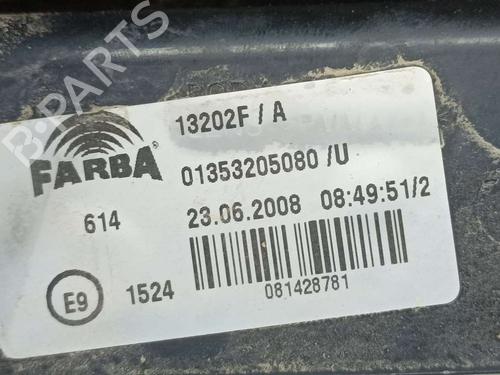 B-PARTS
FARBA
13202F / A
01353205080 /U
614
23.06.2008 08:49:51/2
E9
1524
081428781